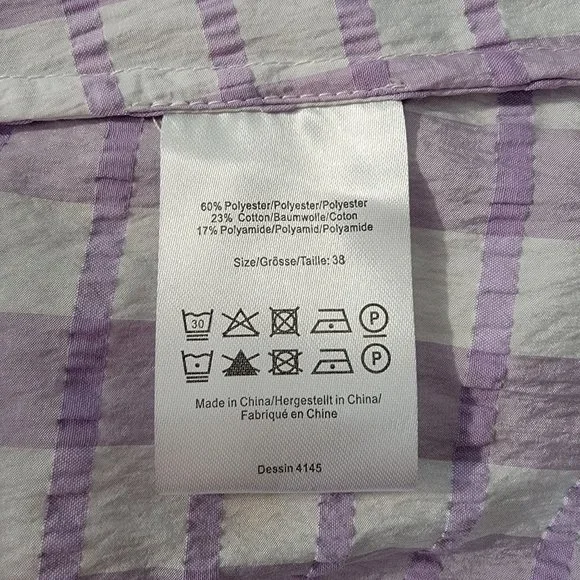 60% Polyester/Polyester/Polyester
23% Cotton/Baumwolle/Coton
17% Polyamide/Polyamid/Polyamide
Size/Grösse/Taille: 38
30 P
P
Made in China/Hergestellt in China/
Fabriqué en Chine
Dessin 4145